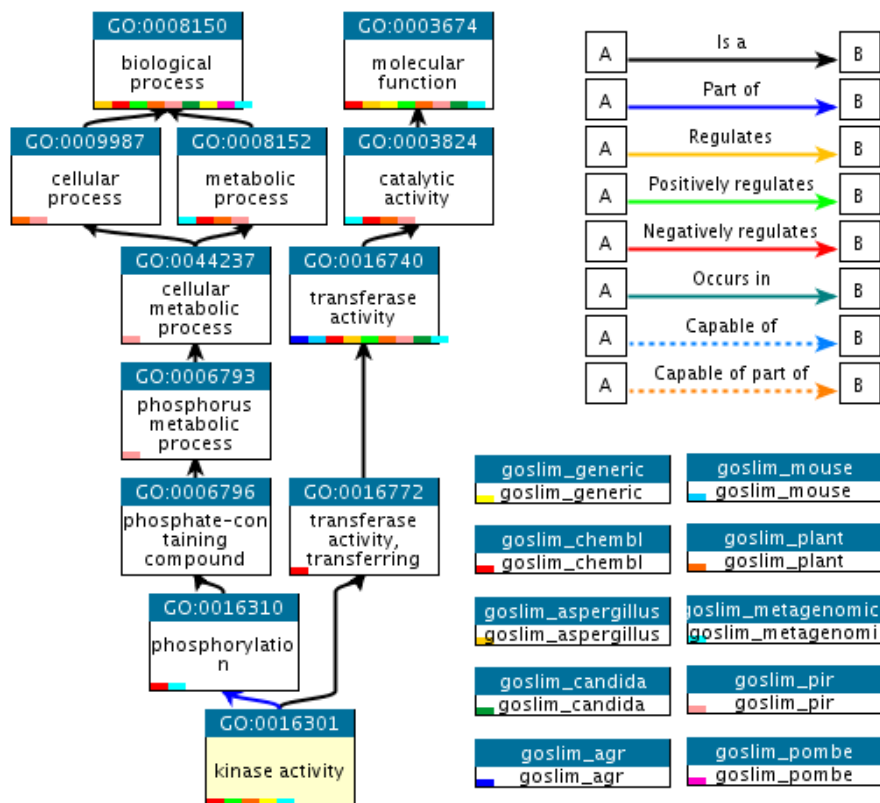 GO:0008150
biological
process
GO:0003674
molecular
function
GO:0009987
cellular
process
GO:0008152
metabolic
process
GO:0003824
catalytic
activity
GO:0044237
cellular
metabolic
process
GO:0016740
transferase
activity
GO:0006793
phosphorus
metabolic
process
GO:0006796
phosphate-con
taining
compound
GO:0016772
transferase
activity,
transferring
GO:0016310
phosphorylatio
n
GO:0016301
kinase activity
A Is a B
A Part of B
A Regulates B
A Positively regulates B
A Negatively regulates B
A Occurs in B
A Capable of B
A Capable of part of B
goslim_generic
goslim_generic
goslim_mouse
goslim_mouse
goslim_chembl
goslim_chembl
goslim_plant
goslim_plant
goslim_aspergillus
goslim_aspergillus
goslim_metagenomic
goslim_metagenomi
goslim_candida
goslim_candida
goslim_pir
goslim_pir
goslim_agr
goslim_agr
goslim_pombe
goslim_pombe